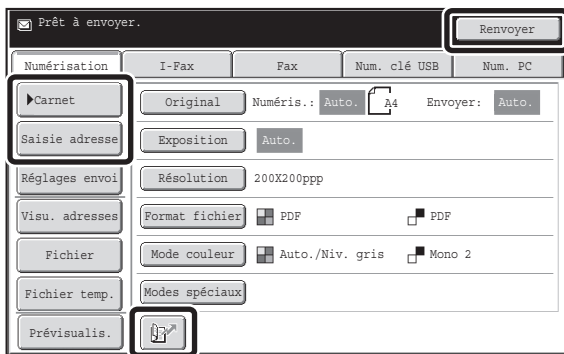 Prêt à envoyer.
Renvoyer
Numérisation I-Fax Fax Num. clé USB Num. PC
Carnet Original Numéris.: Auto. A4 Envoyer: Auto.
Saisie adresse Exposition Auto.
Réglages envoi Résolution 200X200ppp
Visu. adresses Format fichier PDF PDF
Fichier Mode couleur Auto./Niv. gris Mono 2
Fichier temp. Modes spéciaux
Prévisualis.